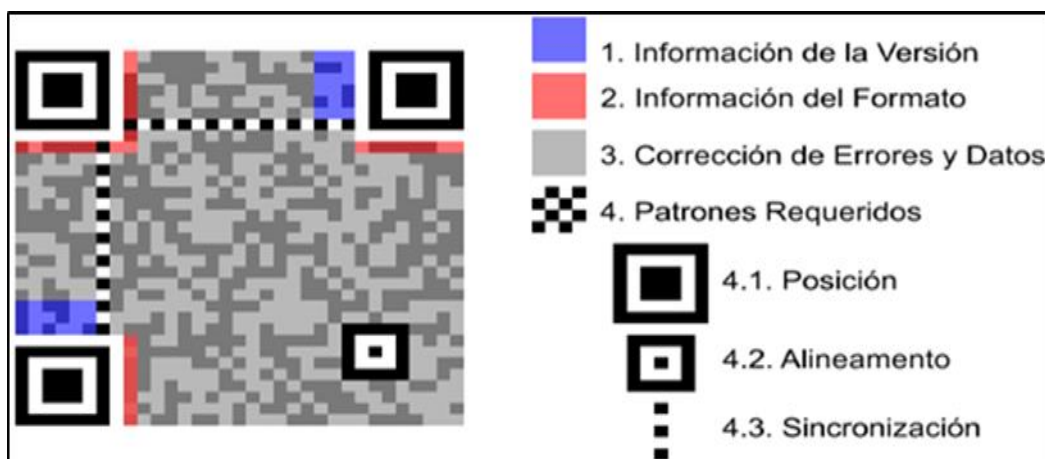 1. Información de la Versión
2. Información del Formato
3. Corrección de Errores y Datos
4. Patrones Requeridos
4.1. Posición
4.2. Alineamento
4.3. Sincronización